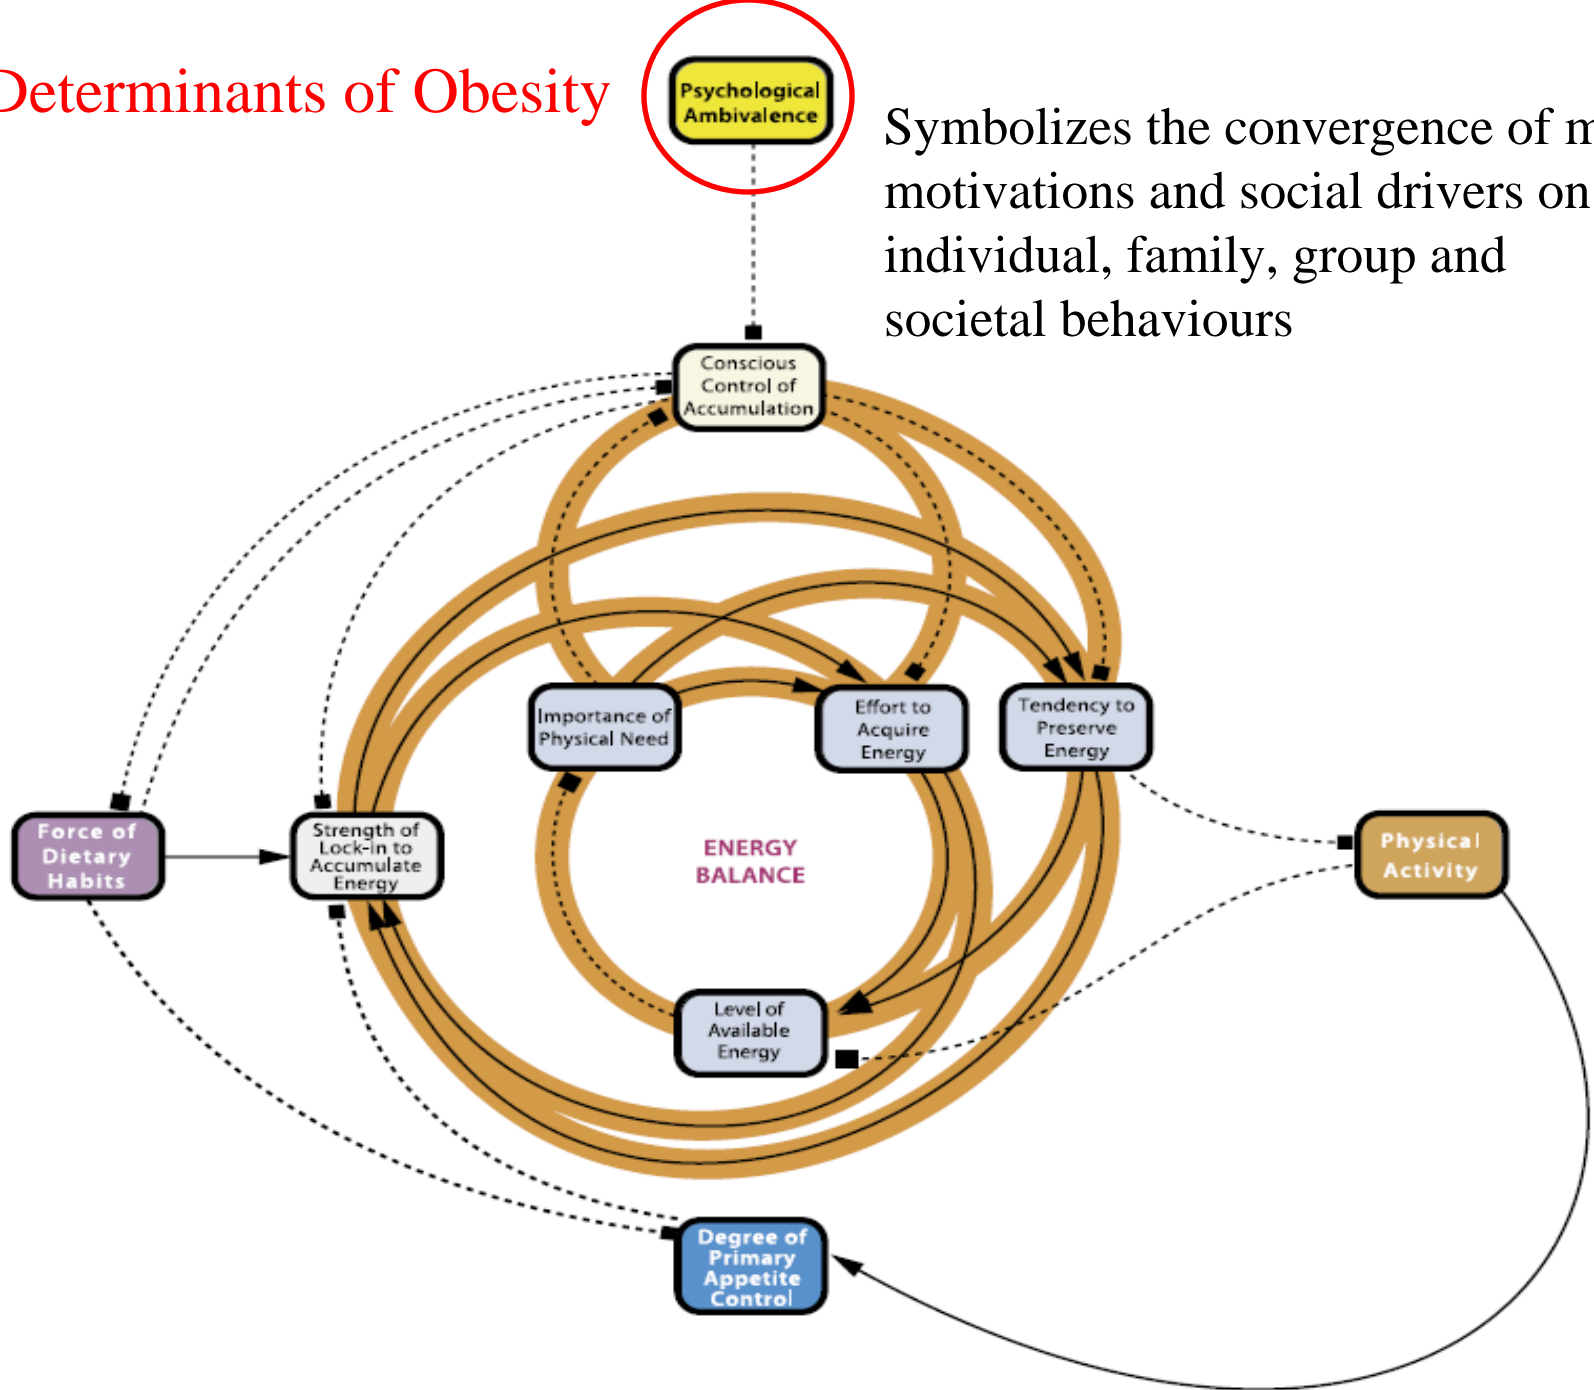 Determinants of Obesity
Psychological
Ambivalence
Symbolizes the convergence of
motivations and social drivers on
individual, family, group and
societal behaviours
Conscious
Control of
Accumulation
Importance of
Physical Need
Effort to
Acquire
Energy
Tendency to
Preserve
Energy
Force of
Dietary
Habits
Strength of
Lock-in to
Accumulate
Energy
ENERGY
BALANCE
Physical
Activity
Level of
Available
Energy
Degree of
Primary
Appetite
Control